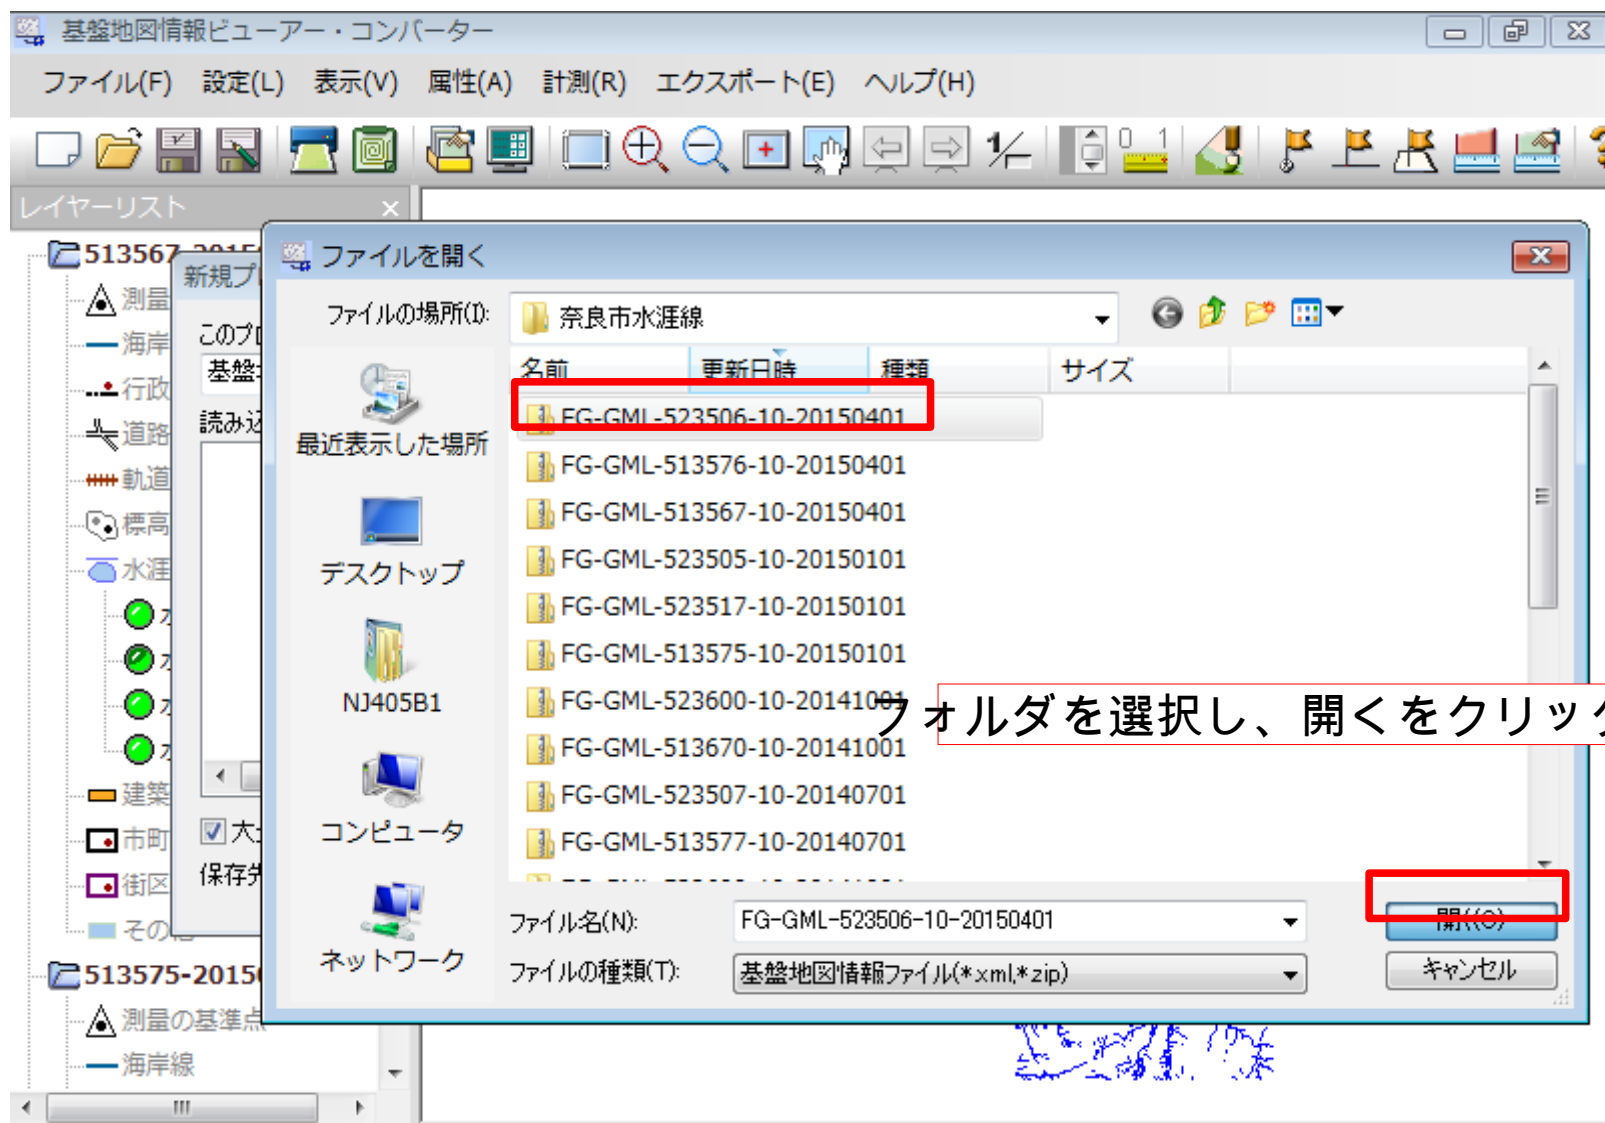 基盤地図情報ビューアー・コンバーター
ファイル(F) 設定(L) 表示(V) 属性(A) 計測(R) エクスポート(E) ヘルプ(H)
0 1
レイヤーリスト
513567
測量
海岸
行政
道路
軌道
標高
水涯
建築
市町
街区
その
513575-2015
測量の基準点
海岸線
新規プ
このプ
基盤
読み込
保存先
ファイルを開く
ファイルの場所(I):
奈良市水涯線
最近表示した場所
デスクトップ
NJ405B1
コンピュータ
ネットワーク
名前 更新日時 種類 サイズ
FG-GML-523506-10-20150401
FG-GML-513576-10-20150401
FG-GML-513567-10-20150401
FG-GML-523505-10-20150101
FG-GML-523517-10-20150101
FG-GML-513575-10-20150101
FG-GML-523600-10-20141001
FG-GML-513670-10-20141001
FG-GML-523507-10-20140701
FG-GML-513577-10-20140701
フォルダを選択し、開くをクリック
ファイル名(N): FG-GML-523506-10-20150401
開く(O)
ファイルの種類(T): 基盤地図情報ファイル(*.xml,*.zip)
キャンセル